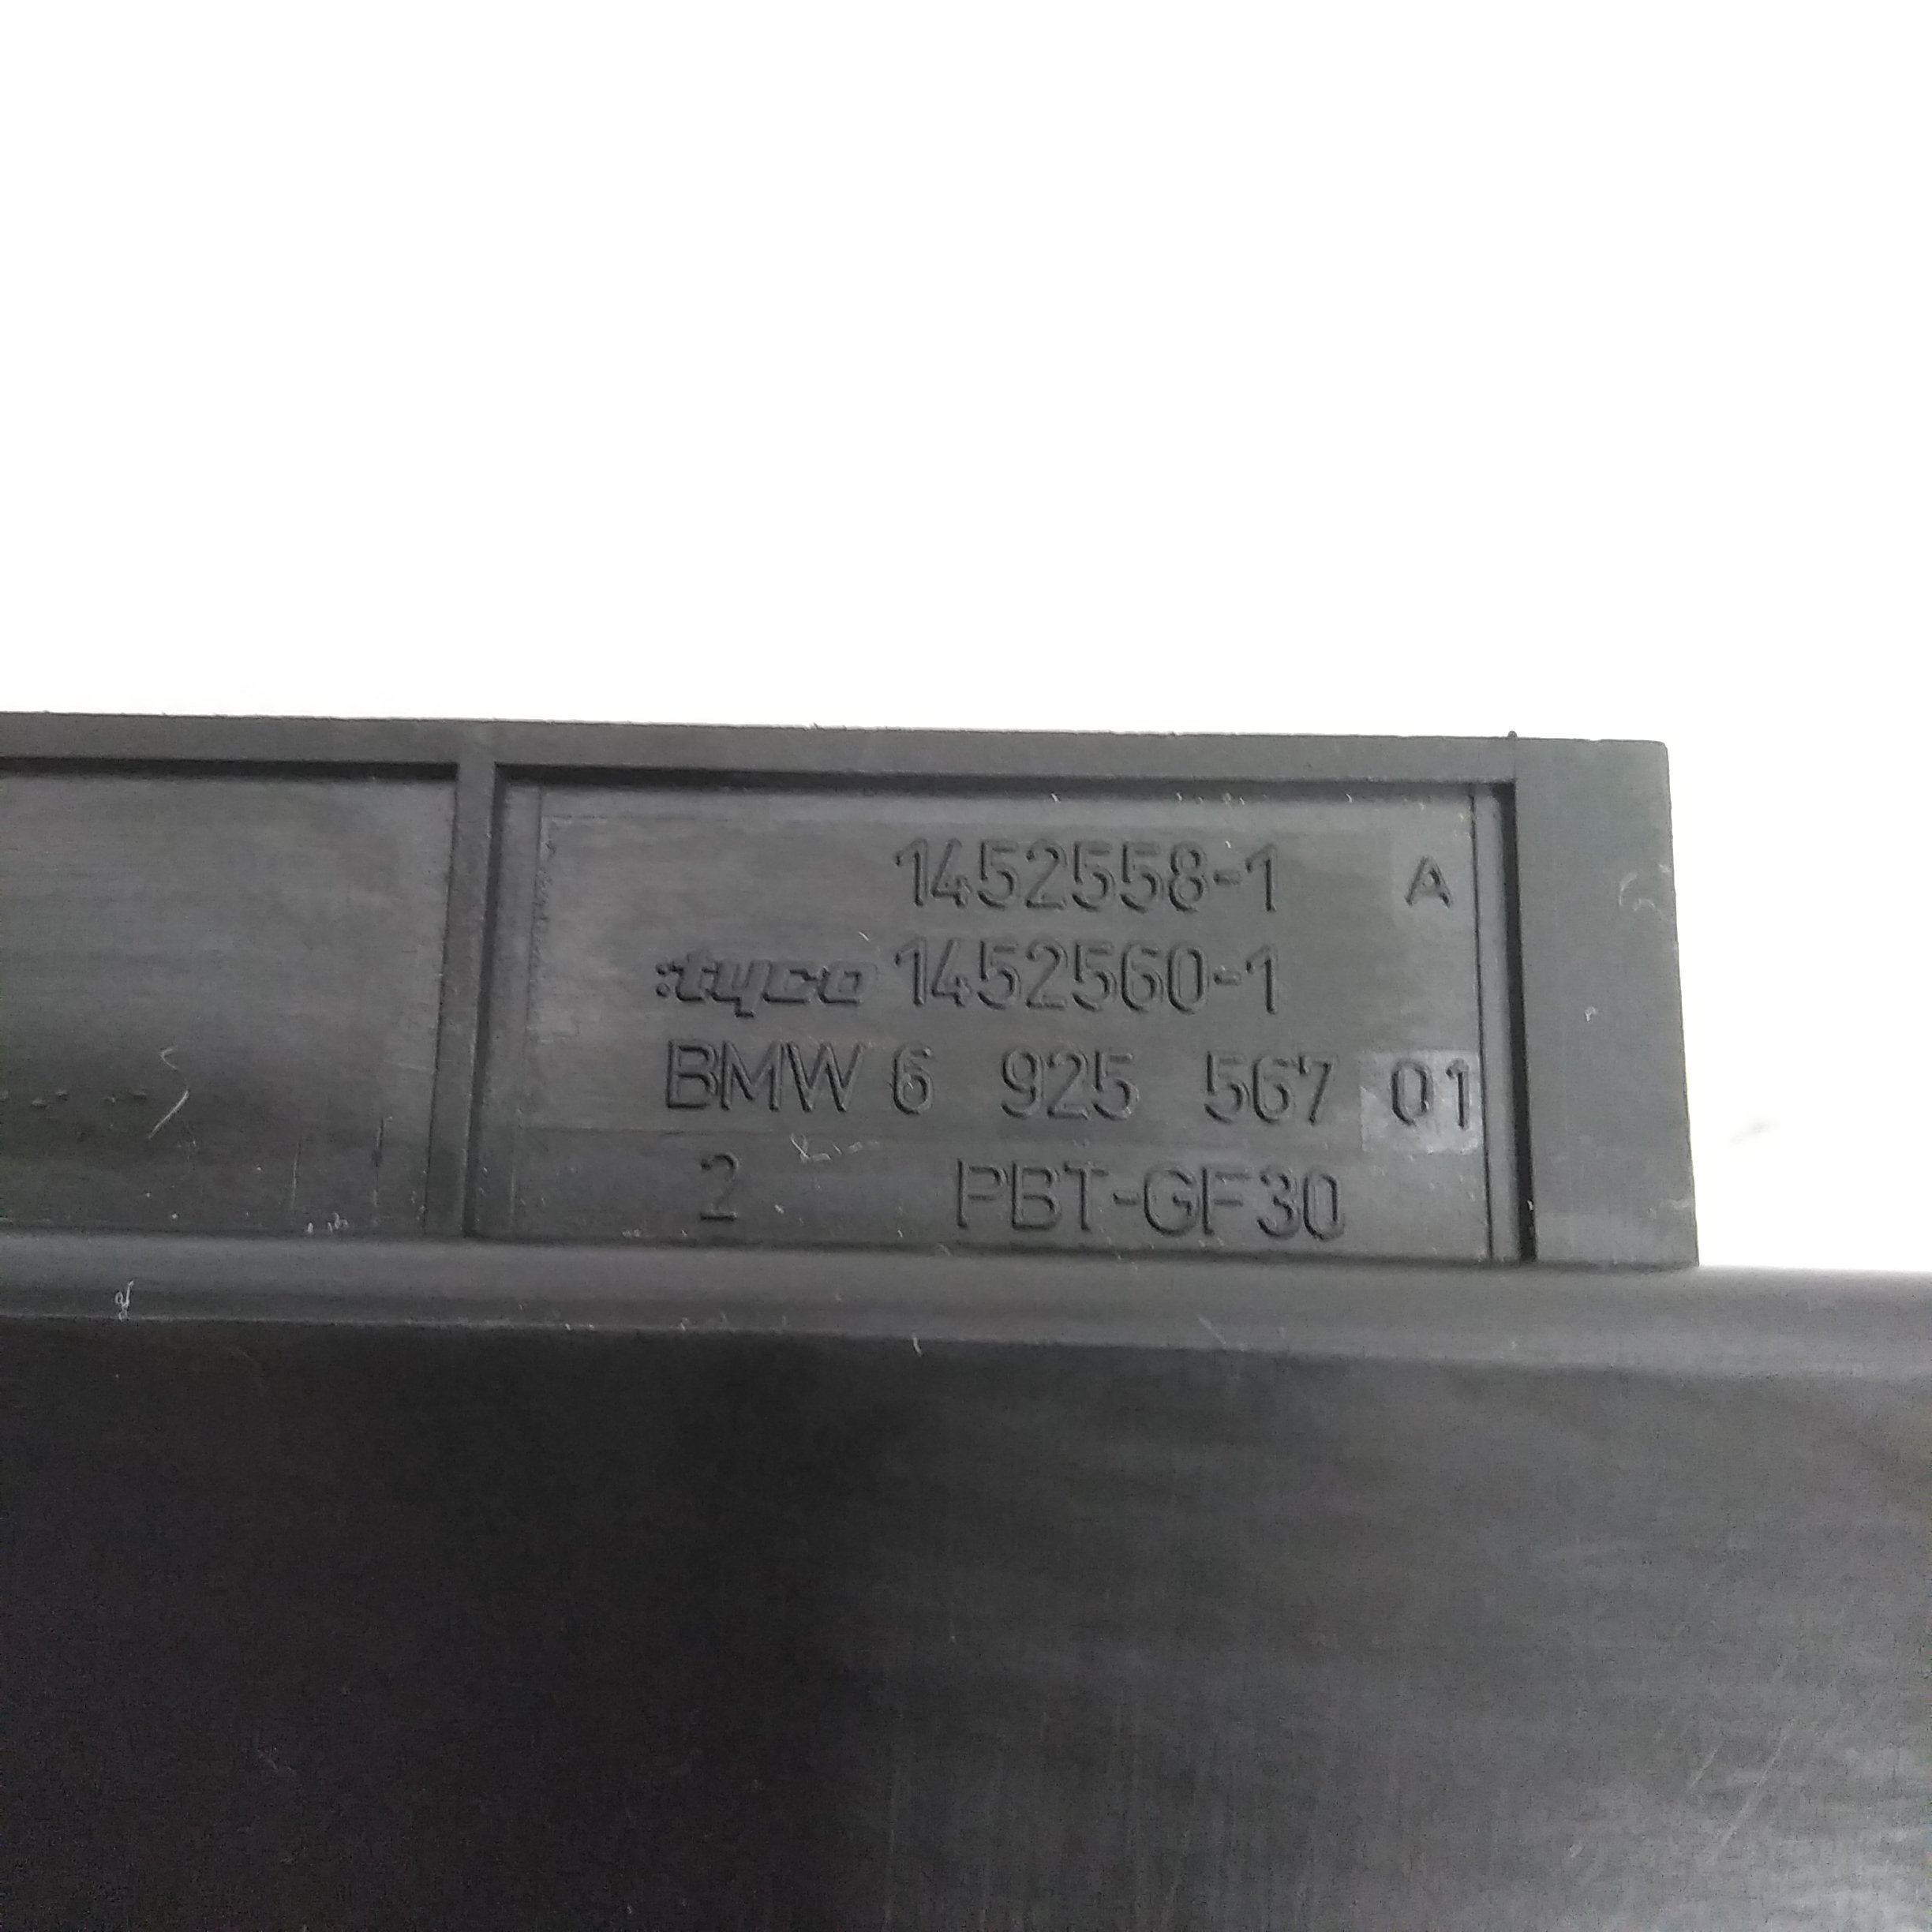 1452558-1 A
:tyco 1452560-1
BMW 6 925 567 01
2 PBT-GF30